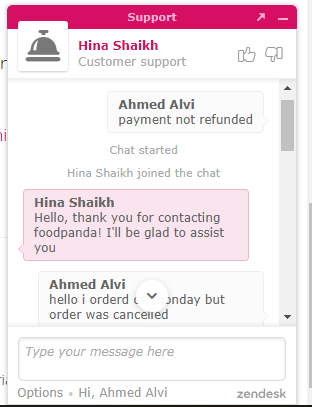 Support
Hina Shaikh
Customer support
Ahmed Alvi
payment not refunded
Chat started
Hina Shaikh joined the chat
Hina Shaikh
Hello, thank you for contacting
foodpanda! I'll be glad to assist
you
Ahmed Alvi
hello i orderd onday but
order was cancelled
Type your message here
Options • Hi, Ahmed Alvi
zendesk